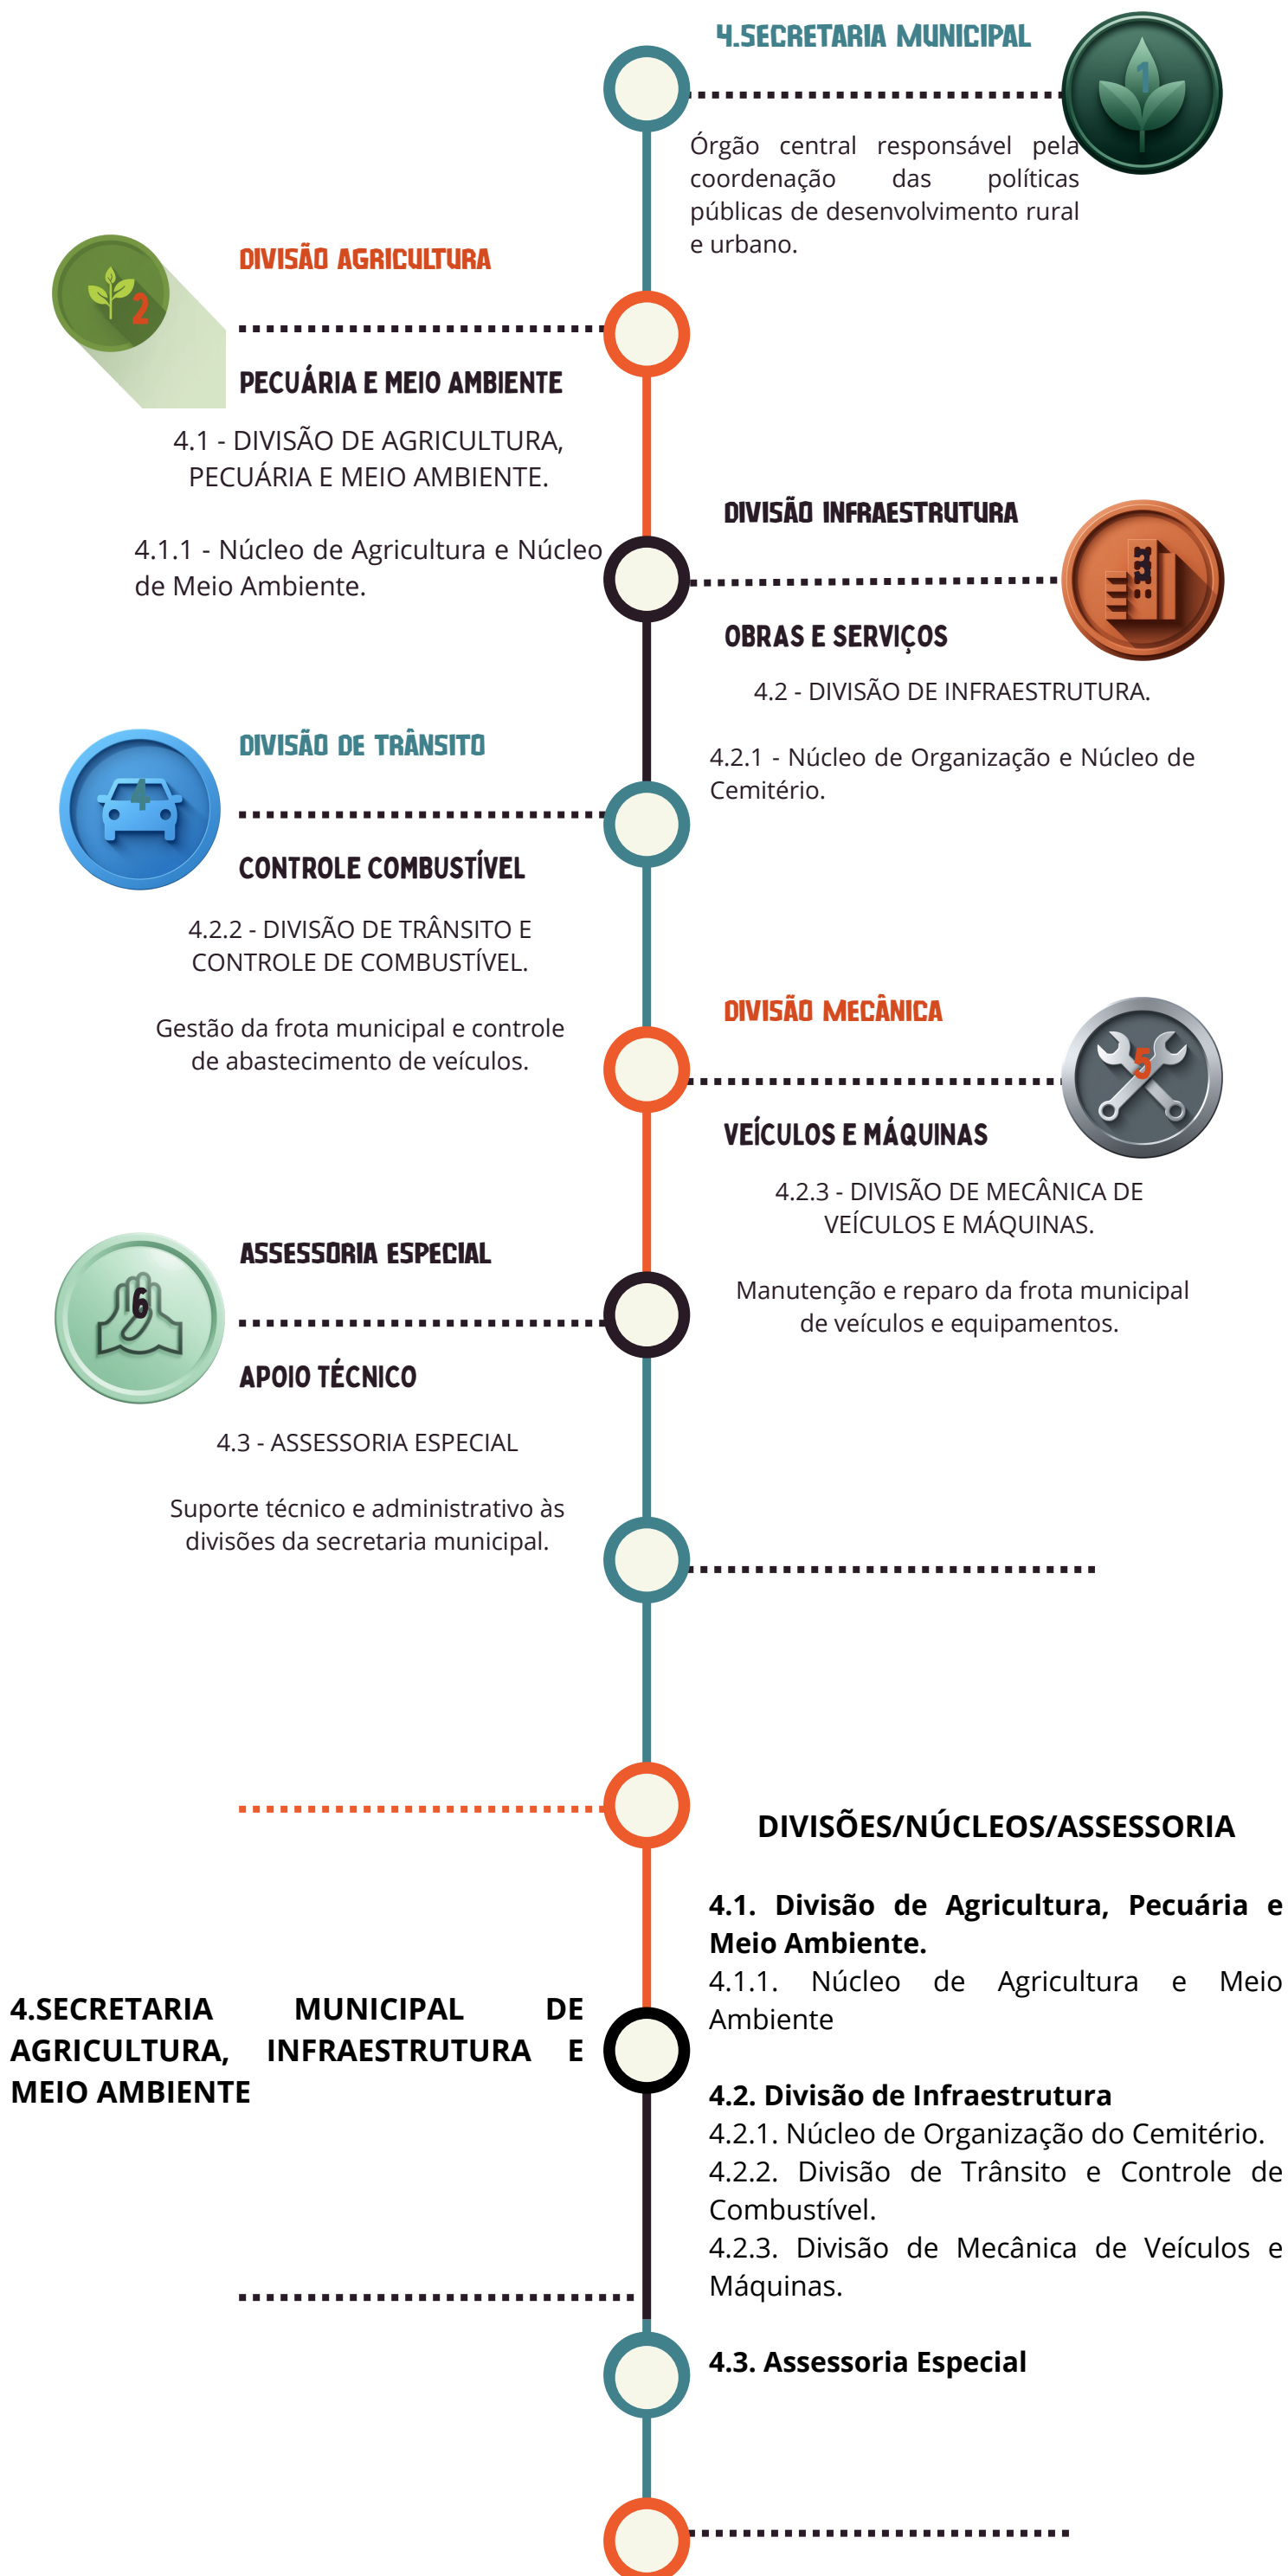 4.SECRETARIA MUNICIPAL
1
Órgão central responsável pela
coordenação das políticas
públicas de desenvolvimento rural
e urbano.
DIVISÃO AGRICULTURA
2
PECUÁRIA E MEIO AMBIENTE
4.1 - DIVISÃO DE AGRICULTURA,
PECUÁRIA E MEIO AMBIENTE.
4.1.1 - Núcleo de Agricultura e Núcleo
de Meio Ambiente.
DIVISÃO INFRAESTRUTURA
3
OBRAS E SERVIÇOS
4.2 - DIVISÃO DE INFRAESTRUTURA.
4.2.1 - Núcleo de Organização e Núcleo de
Cemitério.
DIVISÃO DE TRÂNSITO
4
CONTROLE COMBUSTÍVEL
4.2.2 - DIVISÃO DE TRÂNSITO E
CONTROLE DE COMBUSTÍVEL.
Gestão da frota municipal e controle
de abastecimento de veículos.
DIVISÃO MECÂNICA
5
VEÍCULOS E MÁQUINAS
4.2.3 - DIVISÃO DE MECÂNICA DE
VEÍCULOS E MÁQUINAS.
Manutenção e reparo da frota municipal
de veículos e equipamentos.
ASSESSORIA ESPECIAL
6
APOIO TÉCNICO
4.3 - ASSESSORIA ESPECIAL
Suporte técnico e administrativo às
divisões da secretaria municipal.
4.SECRETARIA MUNICIPAL DE
AGRICULTURA, INFRAESTRUTURA E
MEIO AMBIENTE
DIVISÕES/NÚCLEOS/ASSESSORIA
4.1. Divisão de Agricultura, Pecuária e
Meio Ambiente.
4.1.1. Núcleo de Agricultura e Meio
Ambiente
4.2. Divisão de Infraestrutura
4.2.1. Núcleo de Organização do Cemitério.
4.2.2. Divisão de Trânsito e Controle de
Combustível.
4.2.3. Divisão de Mecânica de Veículos e
Máquinas.
4.3. Assessoria Especial